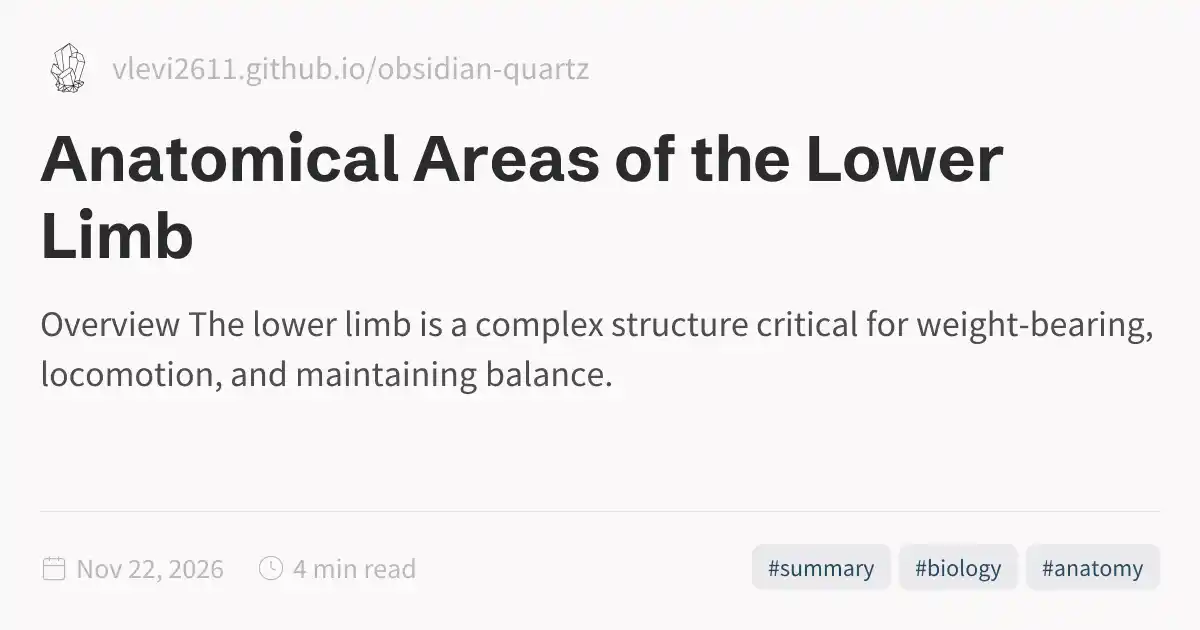 vlevi2611.github.io/obsidian-quartz
Anatomical Areas of the Lower
Limb
Overview The lower limb is a complex structure critical for weight-bearing,
locomotion, and maintaining balance.
Nov 22, 2026 4 min read #summary #biology #anatomy